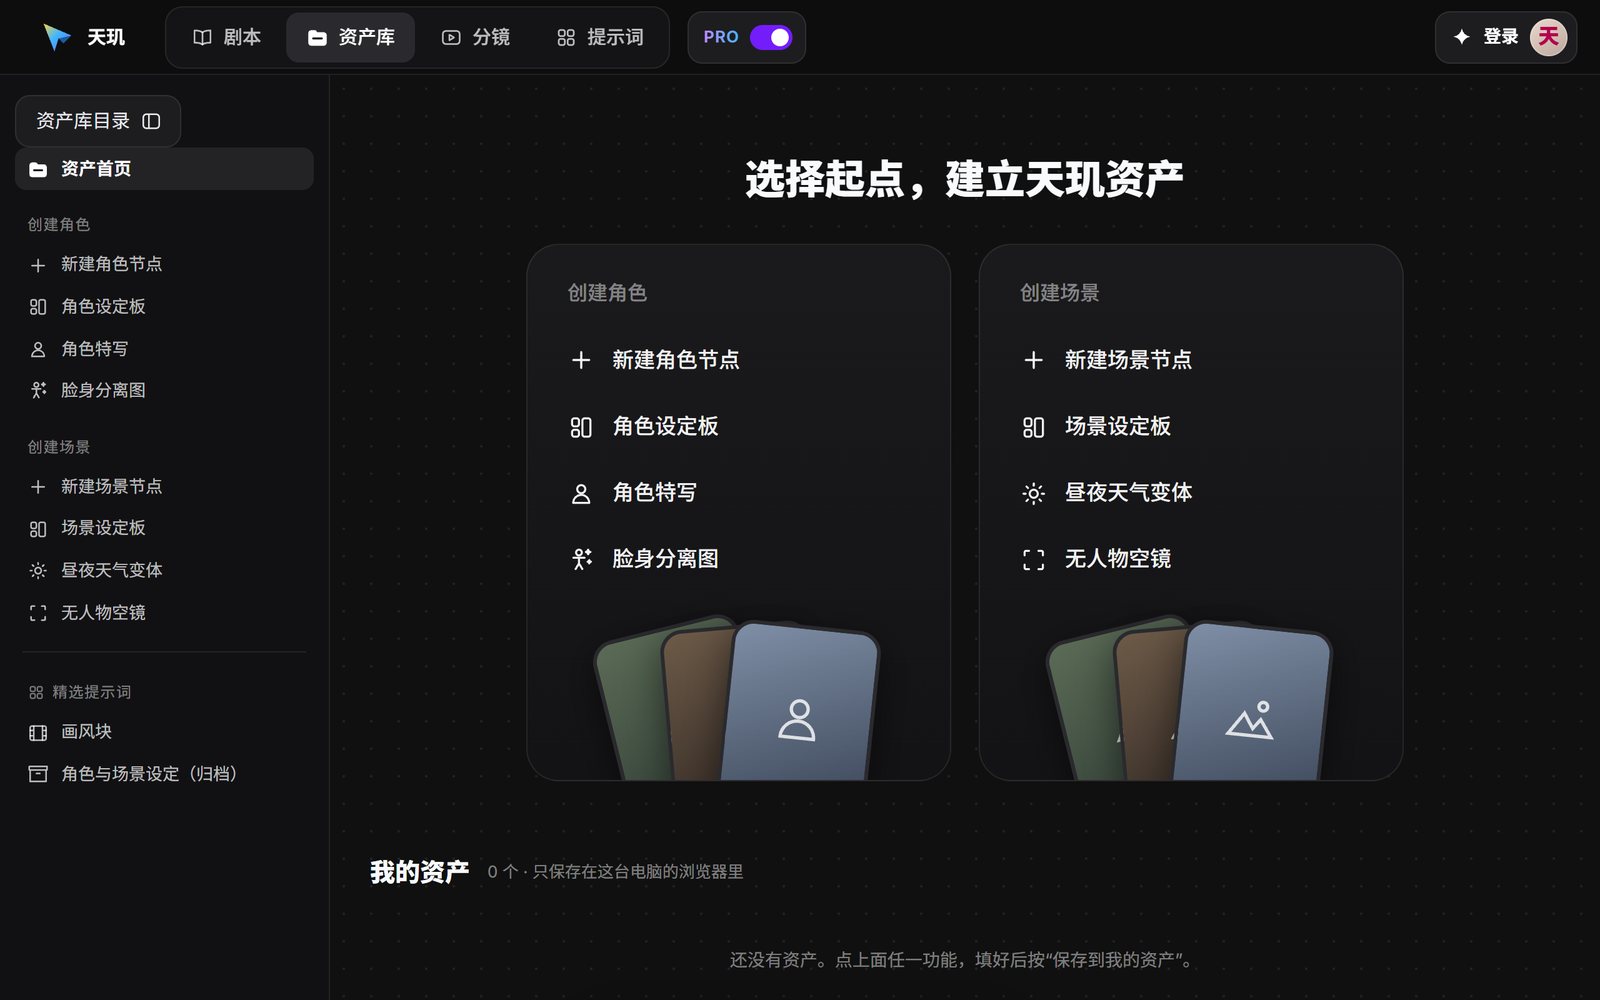 天玑
剧本
资产库
分镜
提示词
PRO
登录
天
资产库目录
资产首页
创建角色
新建角色节点
角色设定板
角色特写
脸身分离图
创建场景
新建场景节点
场景设定板
昼夜天气变体
无人物空镜
精选提示词
画风块
角色与场景设定（归档）
选择起点，建立天玑资产
创建角色
新建角色节点
角色设定板
角色特写
脸身分离图
创建场景
新建场景节点
场景设定板
昼夜天气变体
无人物空镜
我的资产
0 个 · 只保存在这台电脑的浏览器里
还没有资产。点上面任一功能，填好后按“保存到我的资产”。